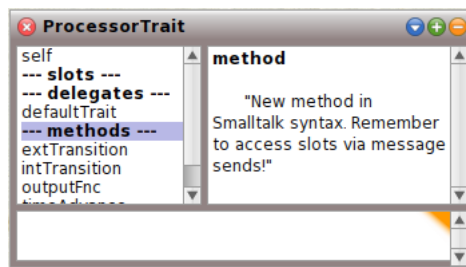 ProcessorTrait
self
--- slots ---
--- delegates ---
defaultTrait
--- methods ---
extTransition
intTransition
outputFnc
timeAdvance
method
"New method in
Smalltalk syntax. Remember
to access slots via message
sends!"